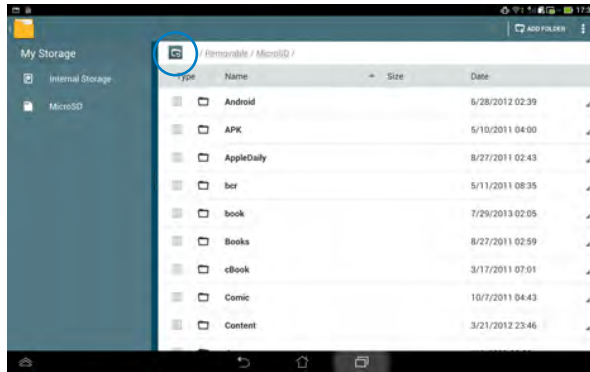 17:3
ADD FOLDER
My Storage
/ Removable / MicroSD /
Type Name Size Date
Internal Storage
MicroSD
Android 6/28/2012 02:39
APK 5/10/2011 04:00
AppleDaily 8/27/2011 02:43
bcr 5/11/2011 08:35
book 7/29/2013 02:05
Books 8/27/2011 02:59
cBook 3/17/2011 07:01
Comic 10/7/2011 04:43
Content 3/21/2012 23:46